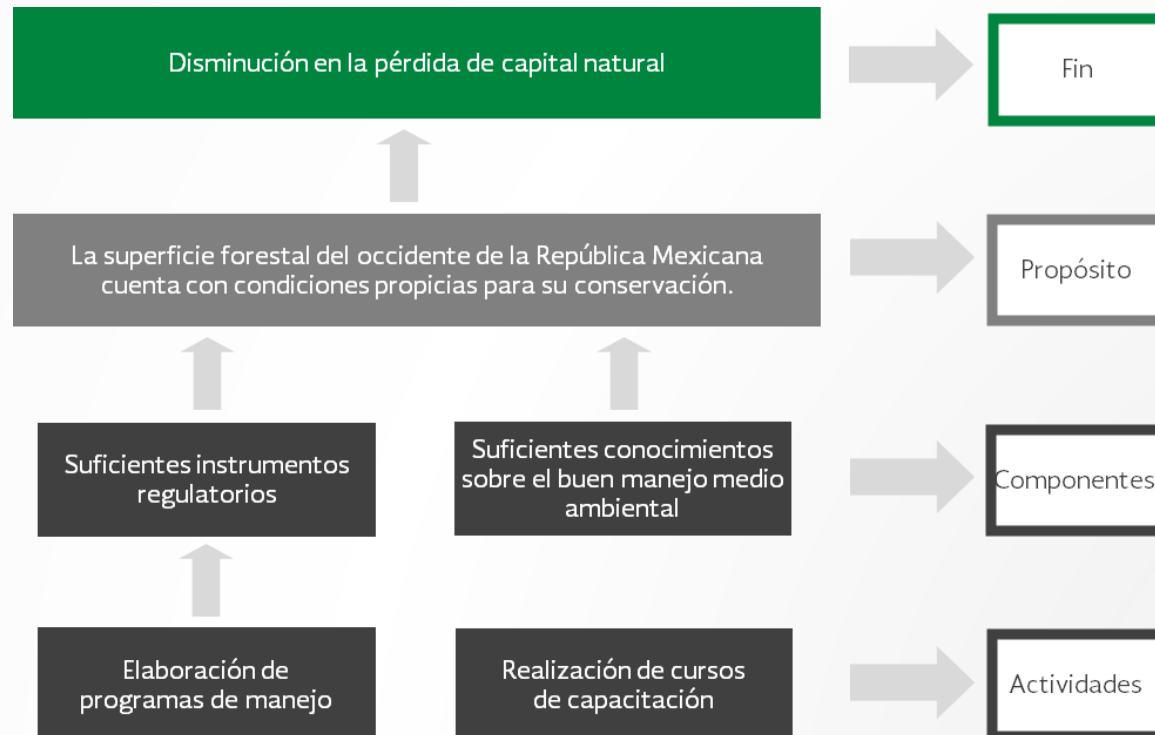 Disminución en la pérdida de capital natural
Fin
La superficie forestal del occidente de la República Mexicana
cuenta con condiciones propicias para su conservación.
Propósito
Suficientes instrumentos
regulatorios
Suficientes conocimientos
sobre el buen manejo medio
ambiental
Componentes
Elaboración de
programas de manejo
Realización de cursos
de capacitación
Actividades